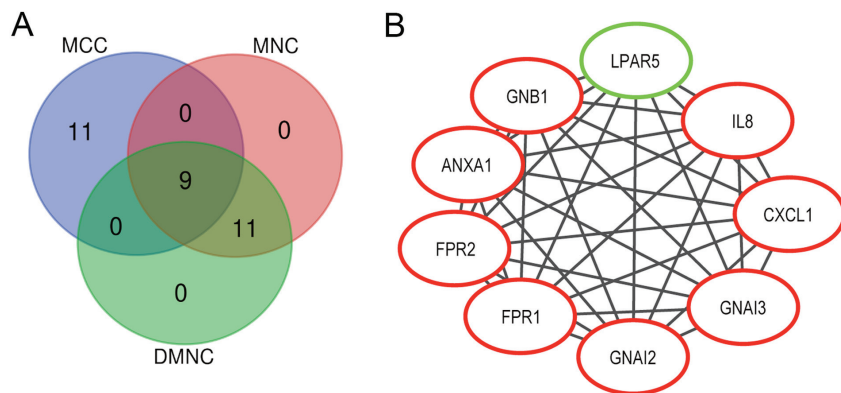 A
MCC
MNC
11
0
0
9
0
11
0
DMNC
B
LPAR5
GNB1
IL8
ANXA1
CXCL1
FPR2
GNAI3
FPR1
GNAI2